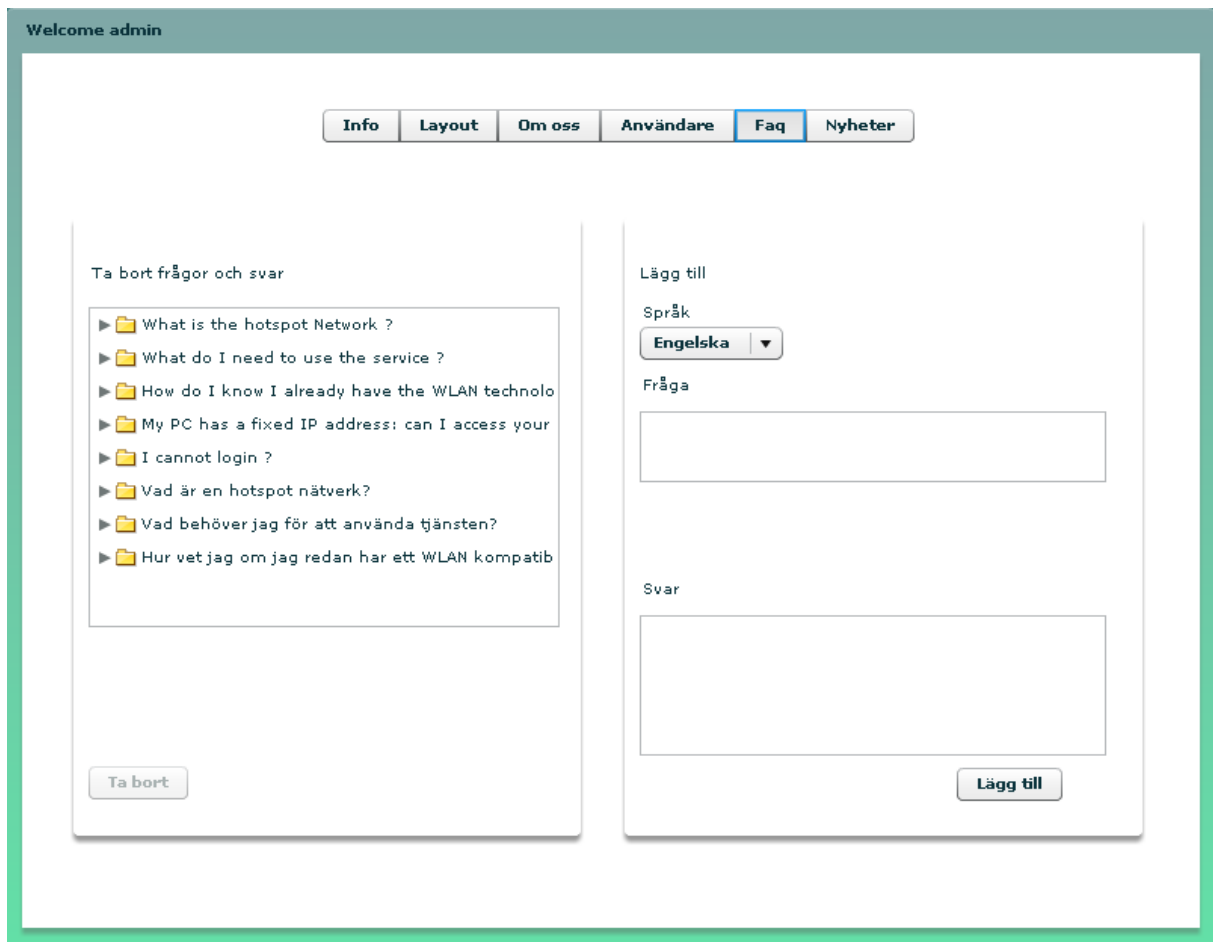 Welcome admin
Info Layout Om oss Användare Faq Nyheter
Ta bort frågor och svar
What is the hotspot Network ?
What do I need to use the service ?
How do I know I already have the WLAN technolo
My PC has a fixed IP address: can I access your
I cannot login ?
Vad är en hotspot nätverk?
Vad behöver jag för att använda tjänsten?
Hur vet jag om jag redan har ett WLAN kompatib
Ta bort
Lägg till
Språk
Engelska
Fråga
Svar
Lägg till